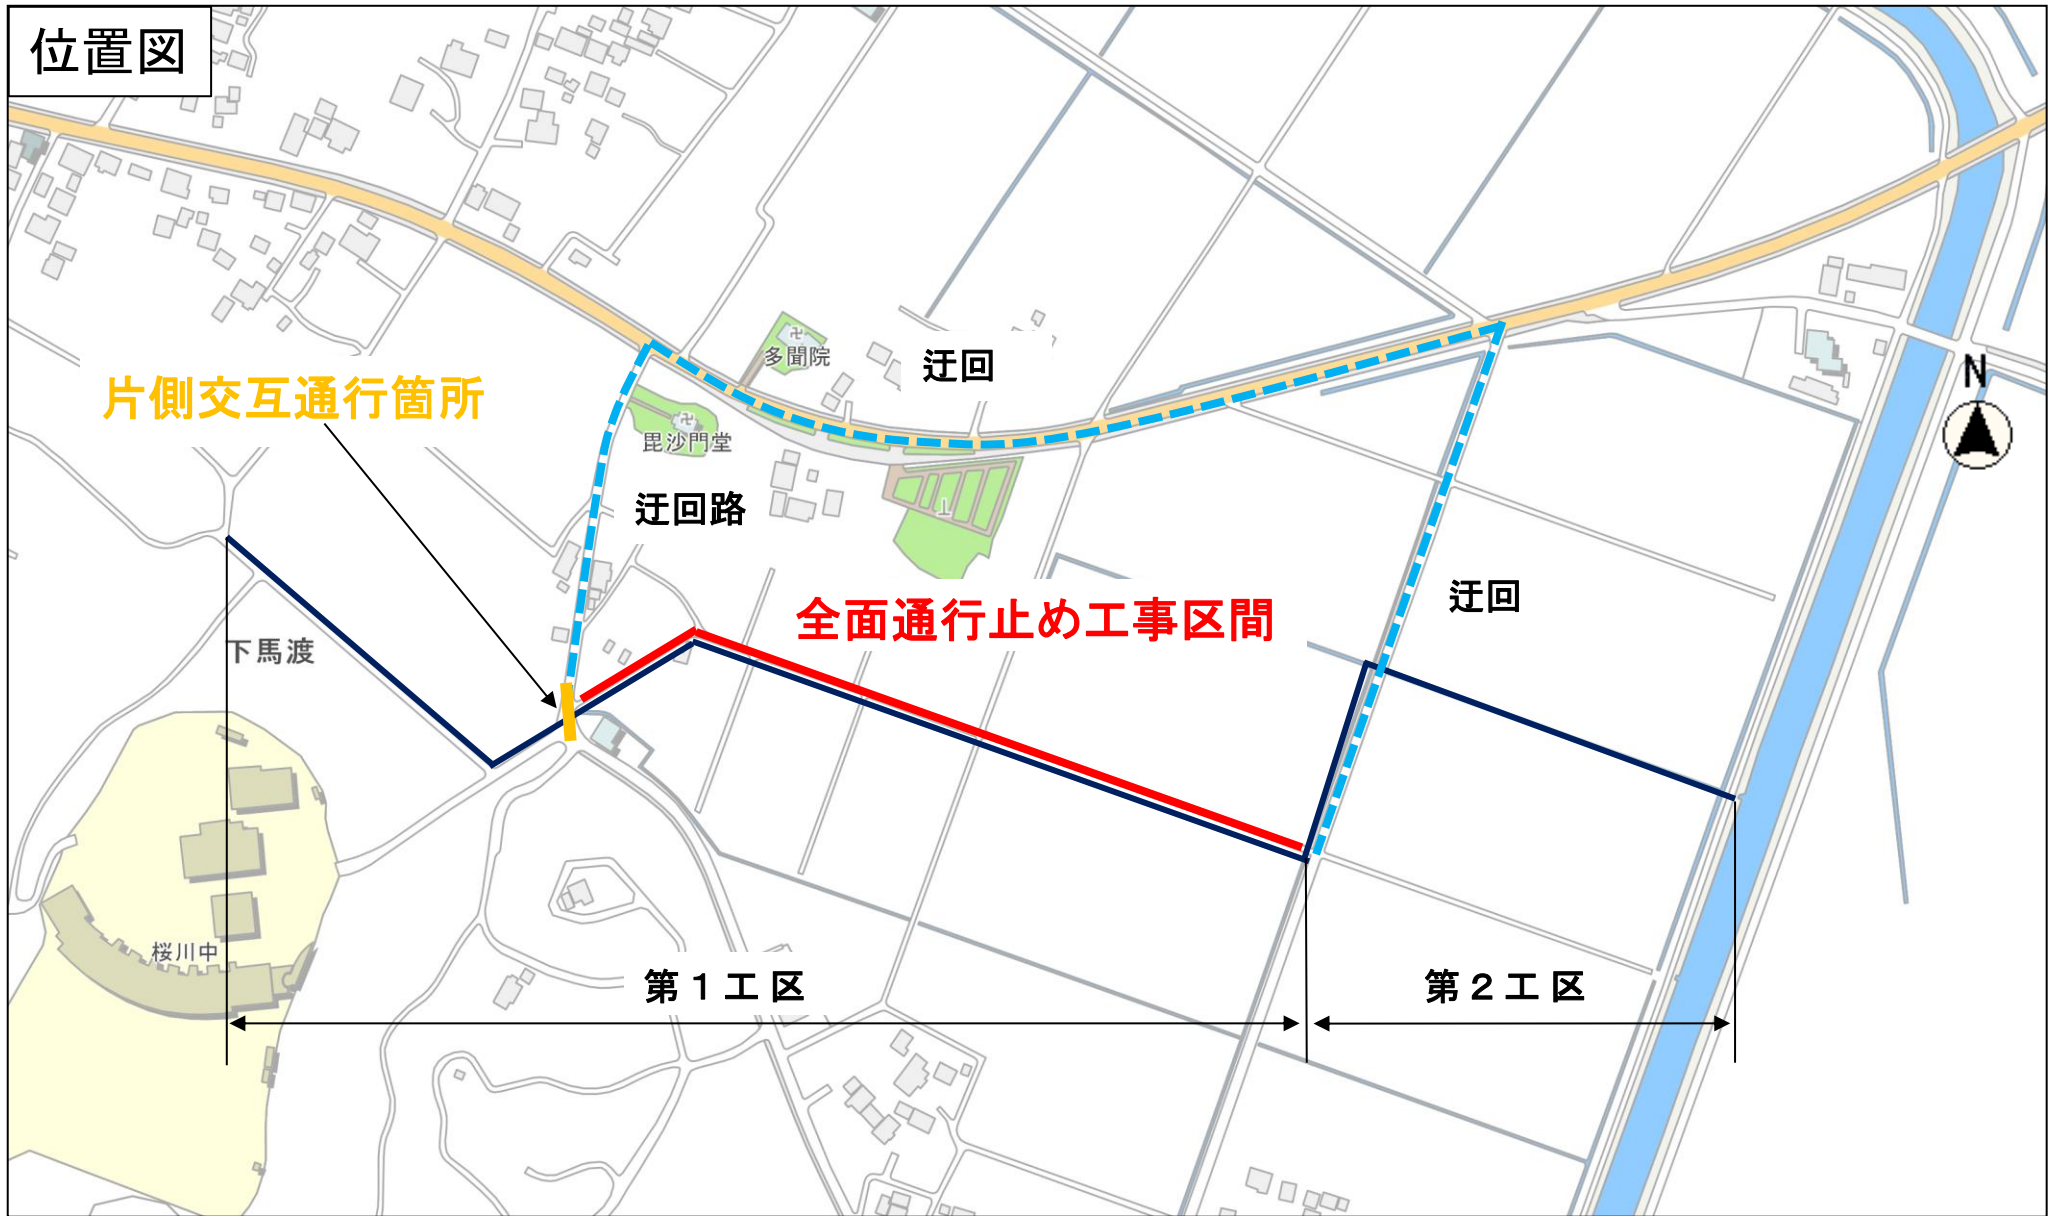 位置図
多聞院
迂回
N
片側交互通行箇所
毘沙門堂
迂回路
迂回
全面通行止め工事区間
下馬渡
桜川中
第１工区
第２工区